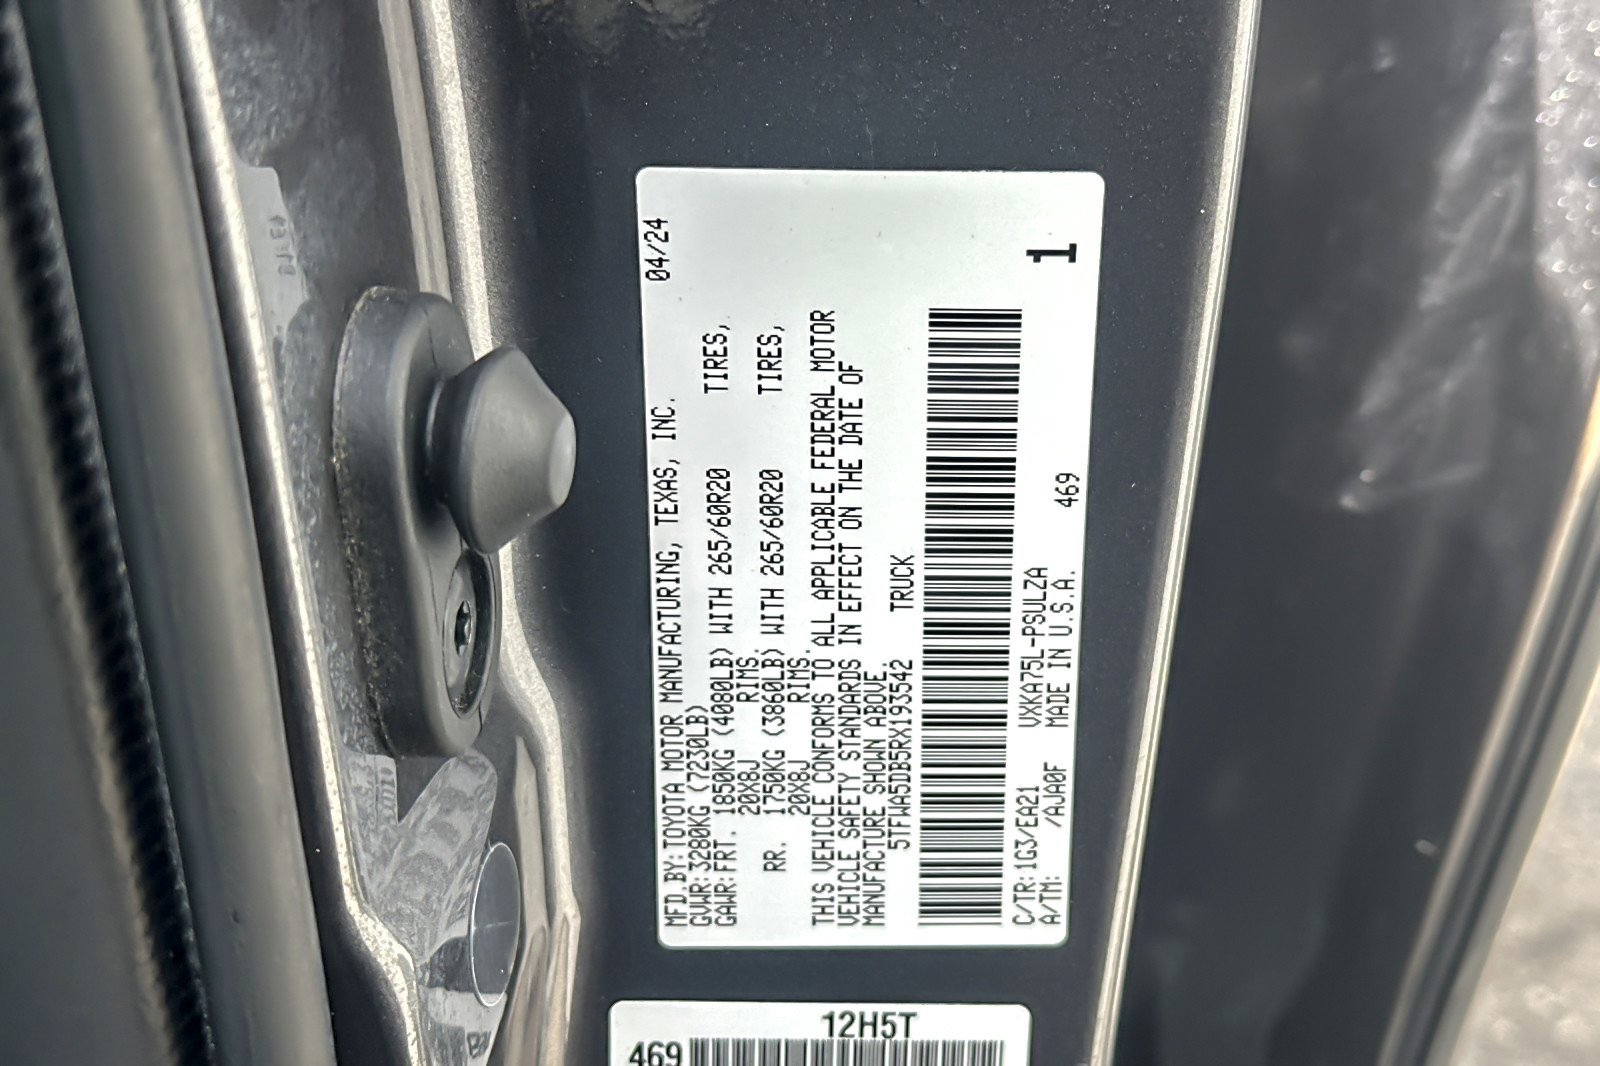 MFD.BY:TOYOTA MOTOR MANUFACTURING, TEXAS, INC. 04/24
GVWR:3280KG (7230LB)
GAWR:FRT. 1850KG (4080LB) WITH 265/60R20 TIRES,
20X8J RIMS.
RR. 1750KG (3860LB) WITH 265/60R20 TIRES,
20X8J RIMS.
THIS VEHICLE CONFORMS TO ALL APPLICABLE FEDERAL MOTOR
VEHICLE SAFETY STANDARDS IN EFFECT ON THE DATE OF
MANUFACTURE SHOWN ABOVE.
5TFWA5DB5RX193542 TRUCK
C/TR:1G3/EA21 VXKA75L-PSULZA 469 1
A/TM: /AJA0F MADE IN U.S.A.
12H5T
469